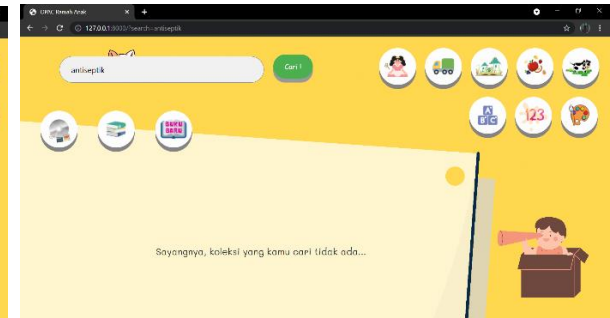 OPAC Ramah Anak
127.0.0.1:8000/?search=antiseptik
antiseptik
Cari !
BUKU
BARU
A
B C
123
Sayangnya, koleksi yang kamu cari tidak ada...